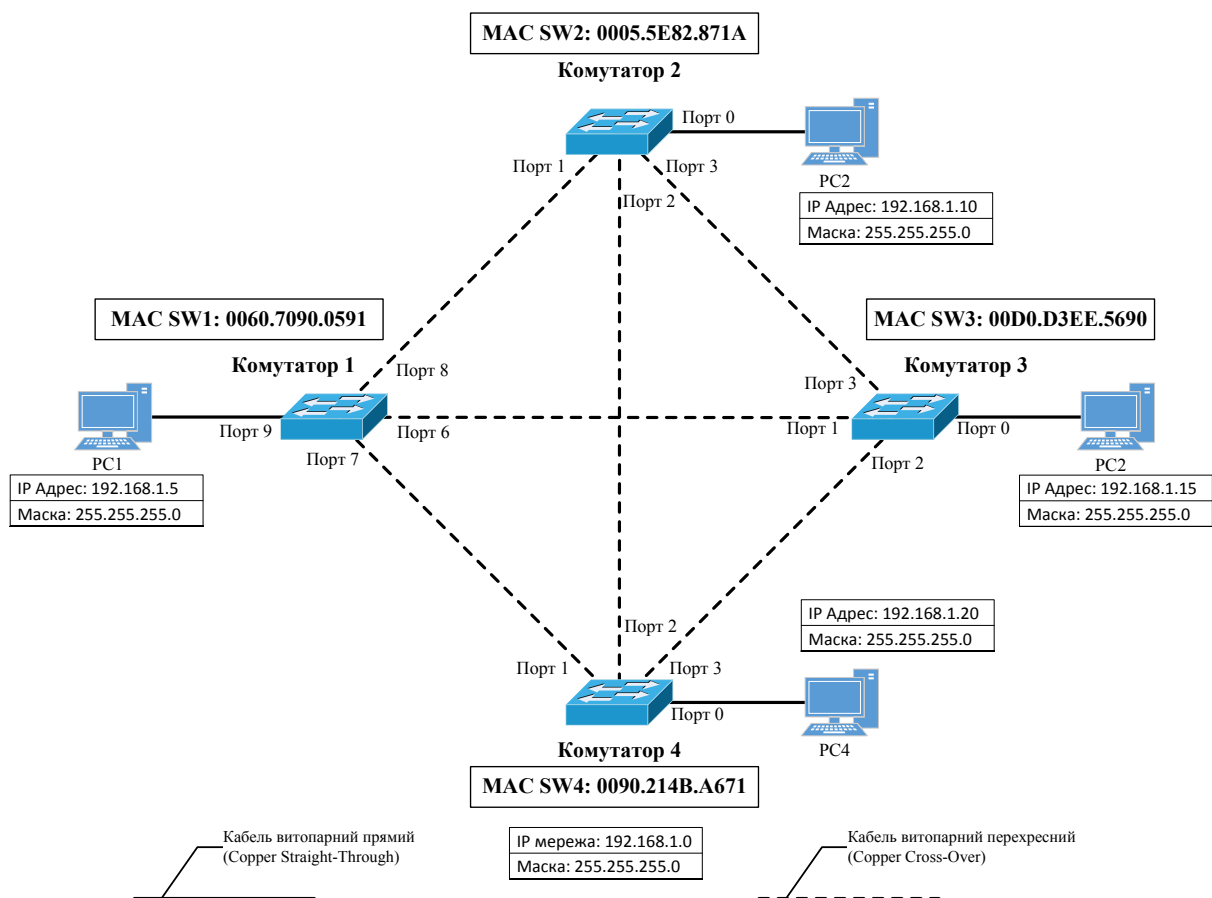 MAC SW2: 0005.5E82.871A
Комутатор 2
Порт 0
Порт 1
Порт 3
Порт 2
PC2
IP Адрес: 192.168.1.10
Маска: 255.255.255.0
MAC SW1: 0060.7090.0591
MAC SW3: 00D0.D3EE.5690
Комутатор 1
Комутатор 3
Порт 8
Порт 3
Порт 9
Порт 6
Порт 1
Порт 0
Порт 7
Порт 2
PC1
PC2
IP Адрес: 192.168.1.5
Маска: 255.255.255.0
IP Адрес: 192.168.1.15
Маска: 255.255.255.0
IP Адрес: 192.168.1.20
Маска: 255.255.255.0
Порт 2
Порт 1
Порт 3
Порт 0
Комутатор 4
PC4
MAC SW4: 0090.214B.A671
Кабель витопарний прямий
(Copper Straight-Through)
IP мережа: 192.168.1.0
Маска: 255.255.255.0
Кабель витопарний перехресний
(Copper Cross-Over)